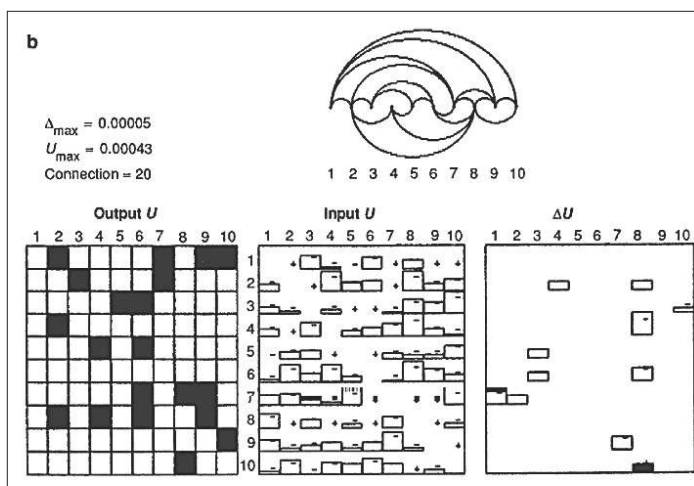 b
Δmax = 0.00005
Umax = 0.00043
Connection = 20
1 2 3 4 5 6 7 8 9 10
Output U Input U ΔU
1 2 3 4 5 6 7 8 9 10 1 2 3 4 5 6 7 8 9 10 1 2 3 4 5 6 7 8 9 10
1
2
3
4
5
6
7
8
9
10